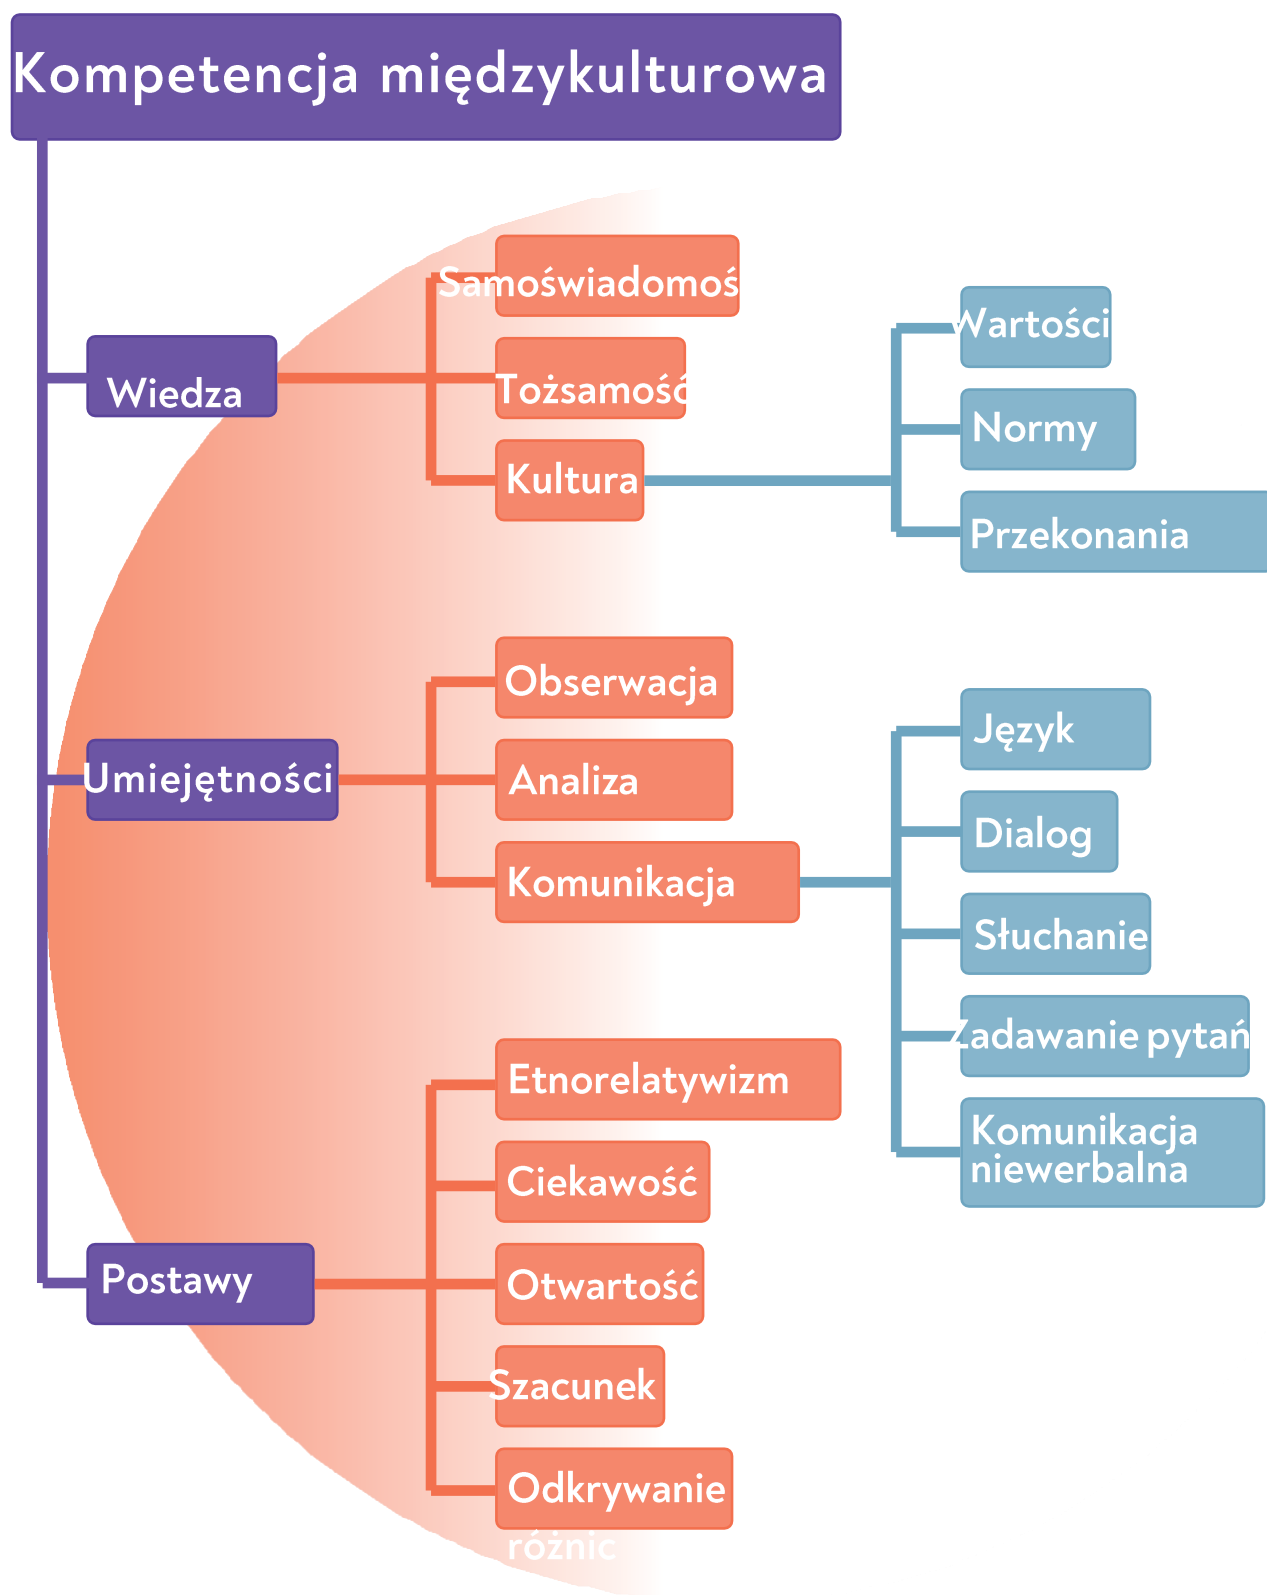 Kompetencja międzykulturowa
Wiedza
Samoświadomoś
Tożsamość
Kultura
Wartości
Normy
Przekonania
Umiejętności
Obserwacja
Analiza
Komunikacja
Język
Dialog
Słuchanie
Zadawanie pytań
Komunikacja
niewerbalna
Postawy
Etnorelatywizm
Ciekawość
Otwartość
Szacunek
Odkrywanie
różnic